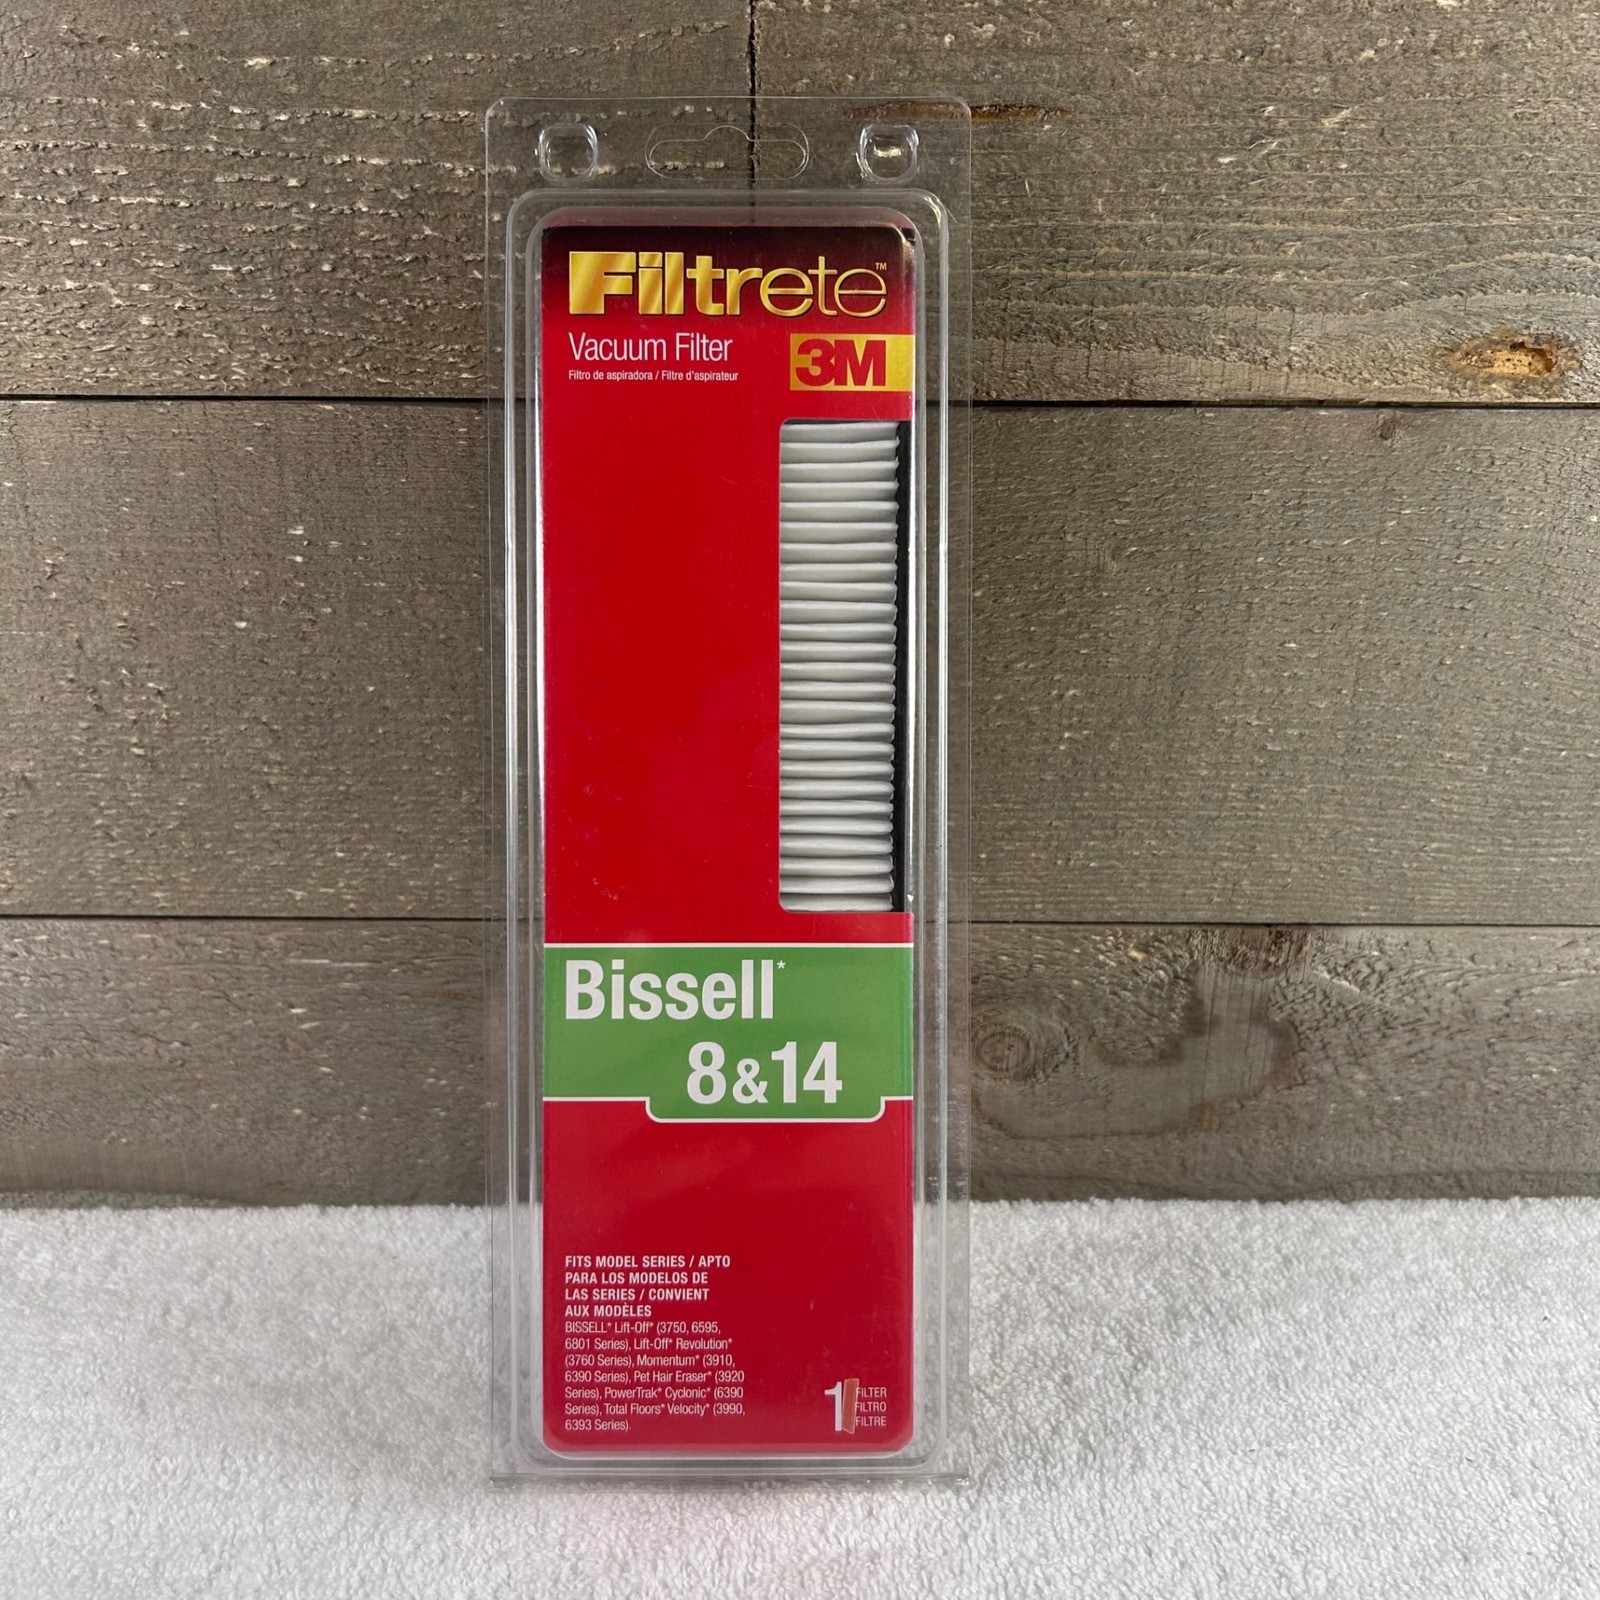 Filtrete™
Vacuum Filter
Filtro de aspiradora / Filtre d'aspirateur
3M
Bissell*
8&14
FITS MODEL SERIES / APTO
PARA LOS MODELOS DE
LAS SERIES / CONVIENT
AUX MODÈLES
BISSELL* Lift-Off* (3750, 6595,
6801 Series), Lift-Off* Revolution*
(3760 Series), Momentum* (3910,
6390 Series), Pet Hair Eraser* (3920
Series), PowerTrak* Cyclonic* (6390
Series), Total Floors* Velocity* (3990,
6393 Series).
1 FILTER
FILTRO
FILTRE